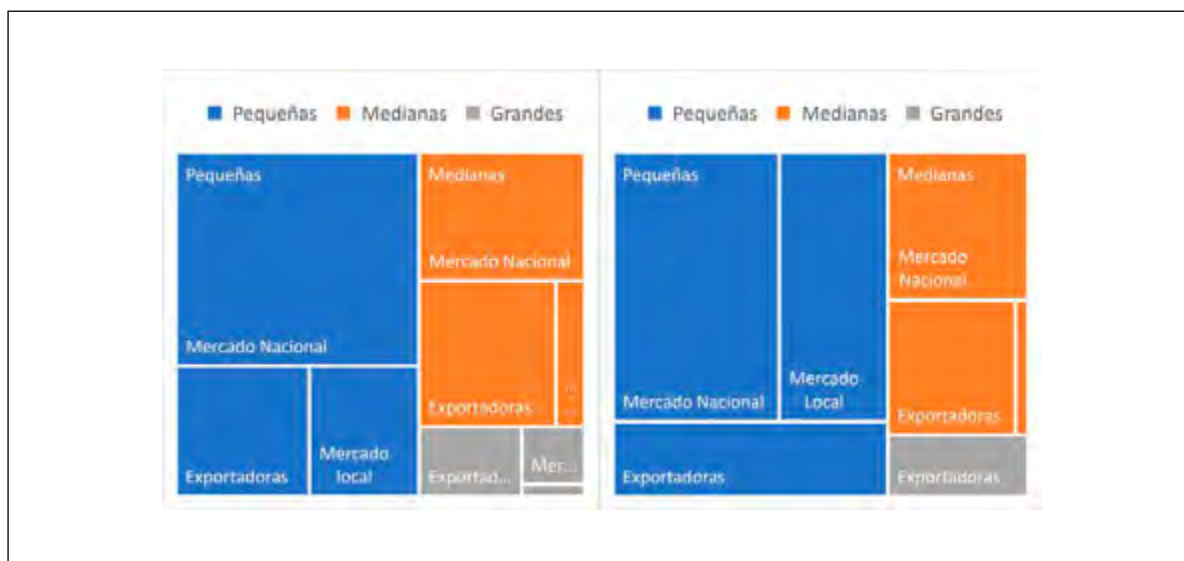 Pequeñas Medianas Grandes
Pequeñas
Mercado Nacional
Exportadoras
Mercado
local
Medianas
Mercado Nacional
Exportadoras
...
Exportad...
Mer...
Pequeñas Medianas Grandes
Pequeñas
Mercado Nacional
Mercado
Local
Exportadoras
Medianas
Mercado
Nacional
Exportadoras
Exportadoras